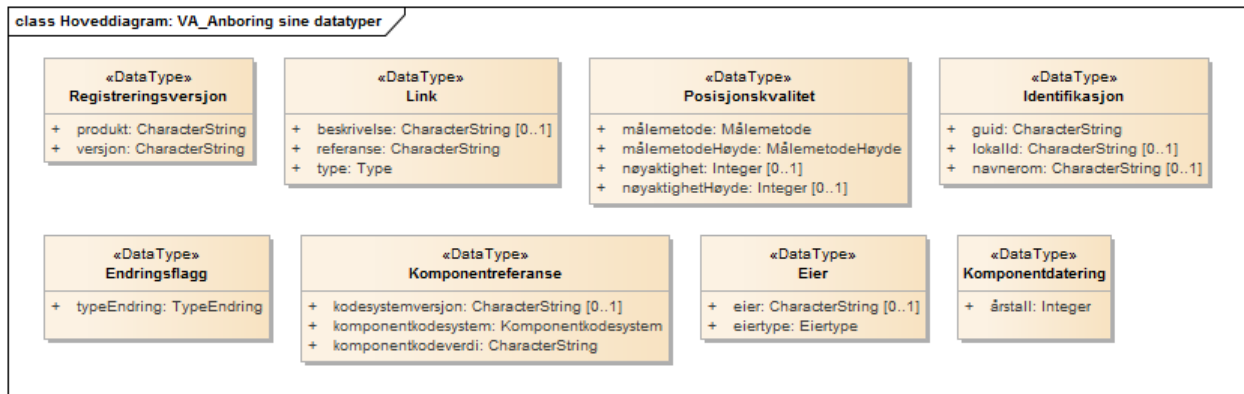 class Hoveddiagram: VA_Anboring sine datatyper
«DataType»
Registreringsversjon
+ produkt: CharacterString
+ versjon: CharacterString
«DataType»
Link
+ beskrivelse: CharacterString [0..1]
+ referanse: CharacterString
+ type: Type
«DataType»
Posisjonskvalitet
+ målemetode: Målemetode
+ målemetodeHøyde: MålemetodeHøyde
+ nøyaktighet: Integer [0..1]
+ nøyaktighetHøyde: Integer [0..1]
«DataType»
Identifikasjon
+ guid: CharacterString
+ lokalId: CharacterString [0..1]
+ navnerom: CharacterString [0..1]
«DataType»
Endringsflagg
+ typeEndring: TypeEndring
«DataType»
Komponentreferanse
+ kodesystemversjon: CharacterString [0..1]
+ komponentkodesystem: Komponentkodesystem
+ komponentkodeverdi: CharacterString
«DataType»
Eier
+ eier: CharacterString [0..1]
+ eiertype: Eiertype
«DataType»
Komponentdatering
+ årstall: Integer